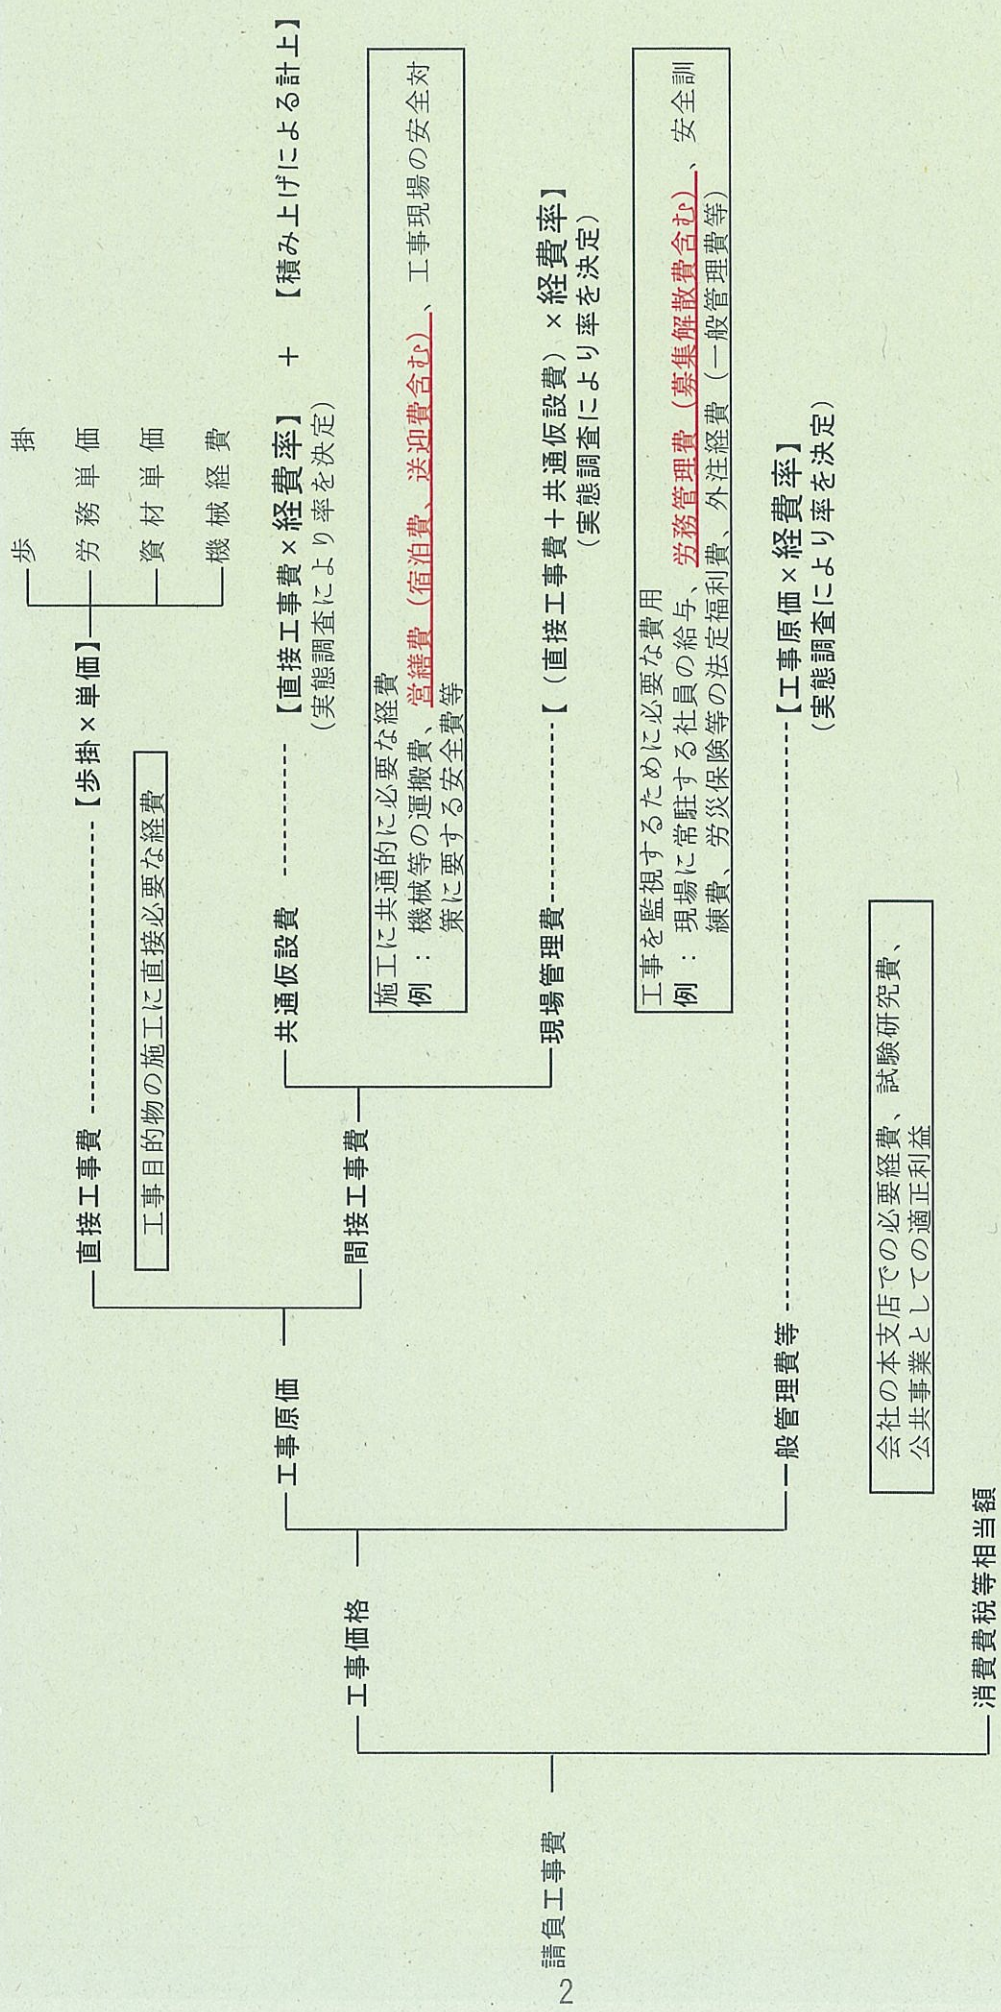 歩　　掛
労務単価
資材単価
機械経費
直接工事費 【歩掛×単価】
工事目的物の施工に直接必要な経費
共通仮設費 【直接工事費×経費率】 ＋ 【積み上げによる計上】
（実態調査により率を決定）
施工に共通的に必要な経費
例： 機械等の運搬費、営繕費（宿泊費、送迎費含む）、工事現場の安全対
策に要する安全費等
工事原価
間接工事費
現場管理費 【（直接工事費＋共通仮設費）×経費率】
（実態調査により率を決定）
工事を監視するために必要な費用
例： 現場に常駐する社員の給与、労務管理費（募集解散費含む）、安全訓
練費、労災保険等の法定福利費、外注経費（一般管理費等）
工事価格
請負工事費
一般管理費等 【工事原価×経費率】
（実態調査により率を決定）
会社の本支店での必要経費、試験研究費、
公共事業としての適正利益
消費費税等相当額
2